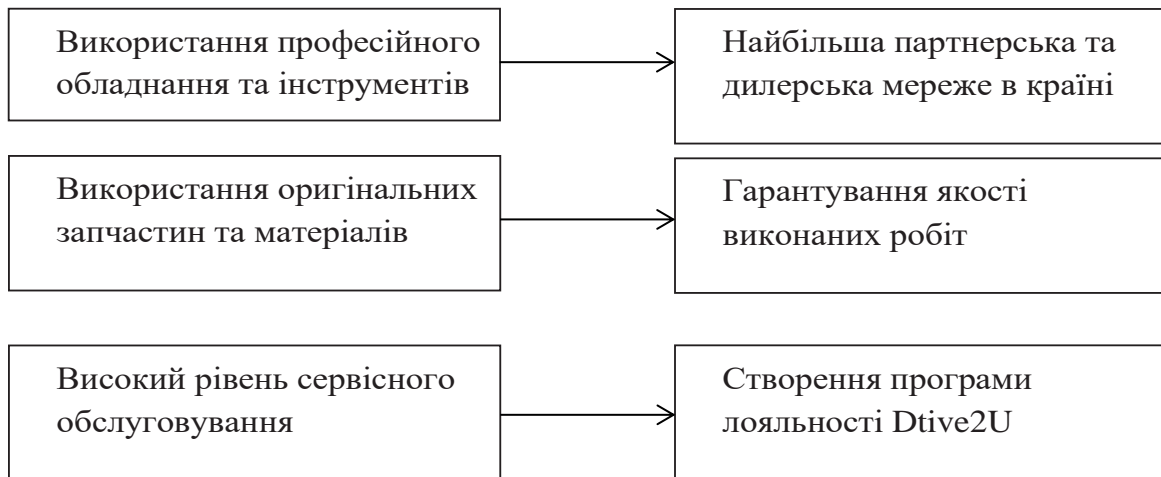 Використання професійного
обладнання та інструментів
Найбільша партнерська та
дилерська мереже в країні
Використання оригінальних
запчастин та матеріалів
Гарантування якості
виконаних робіт
Високий рівень сервісного
обслуговування
Створення програми
лояльності Dtive2U